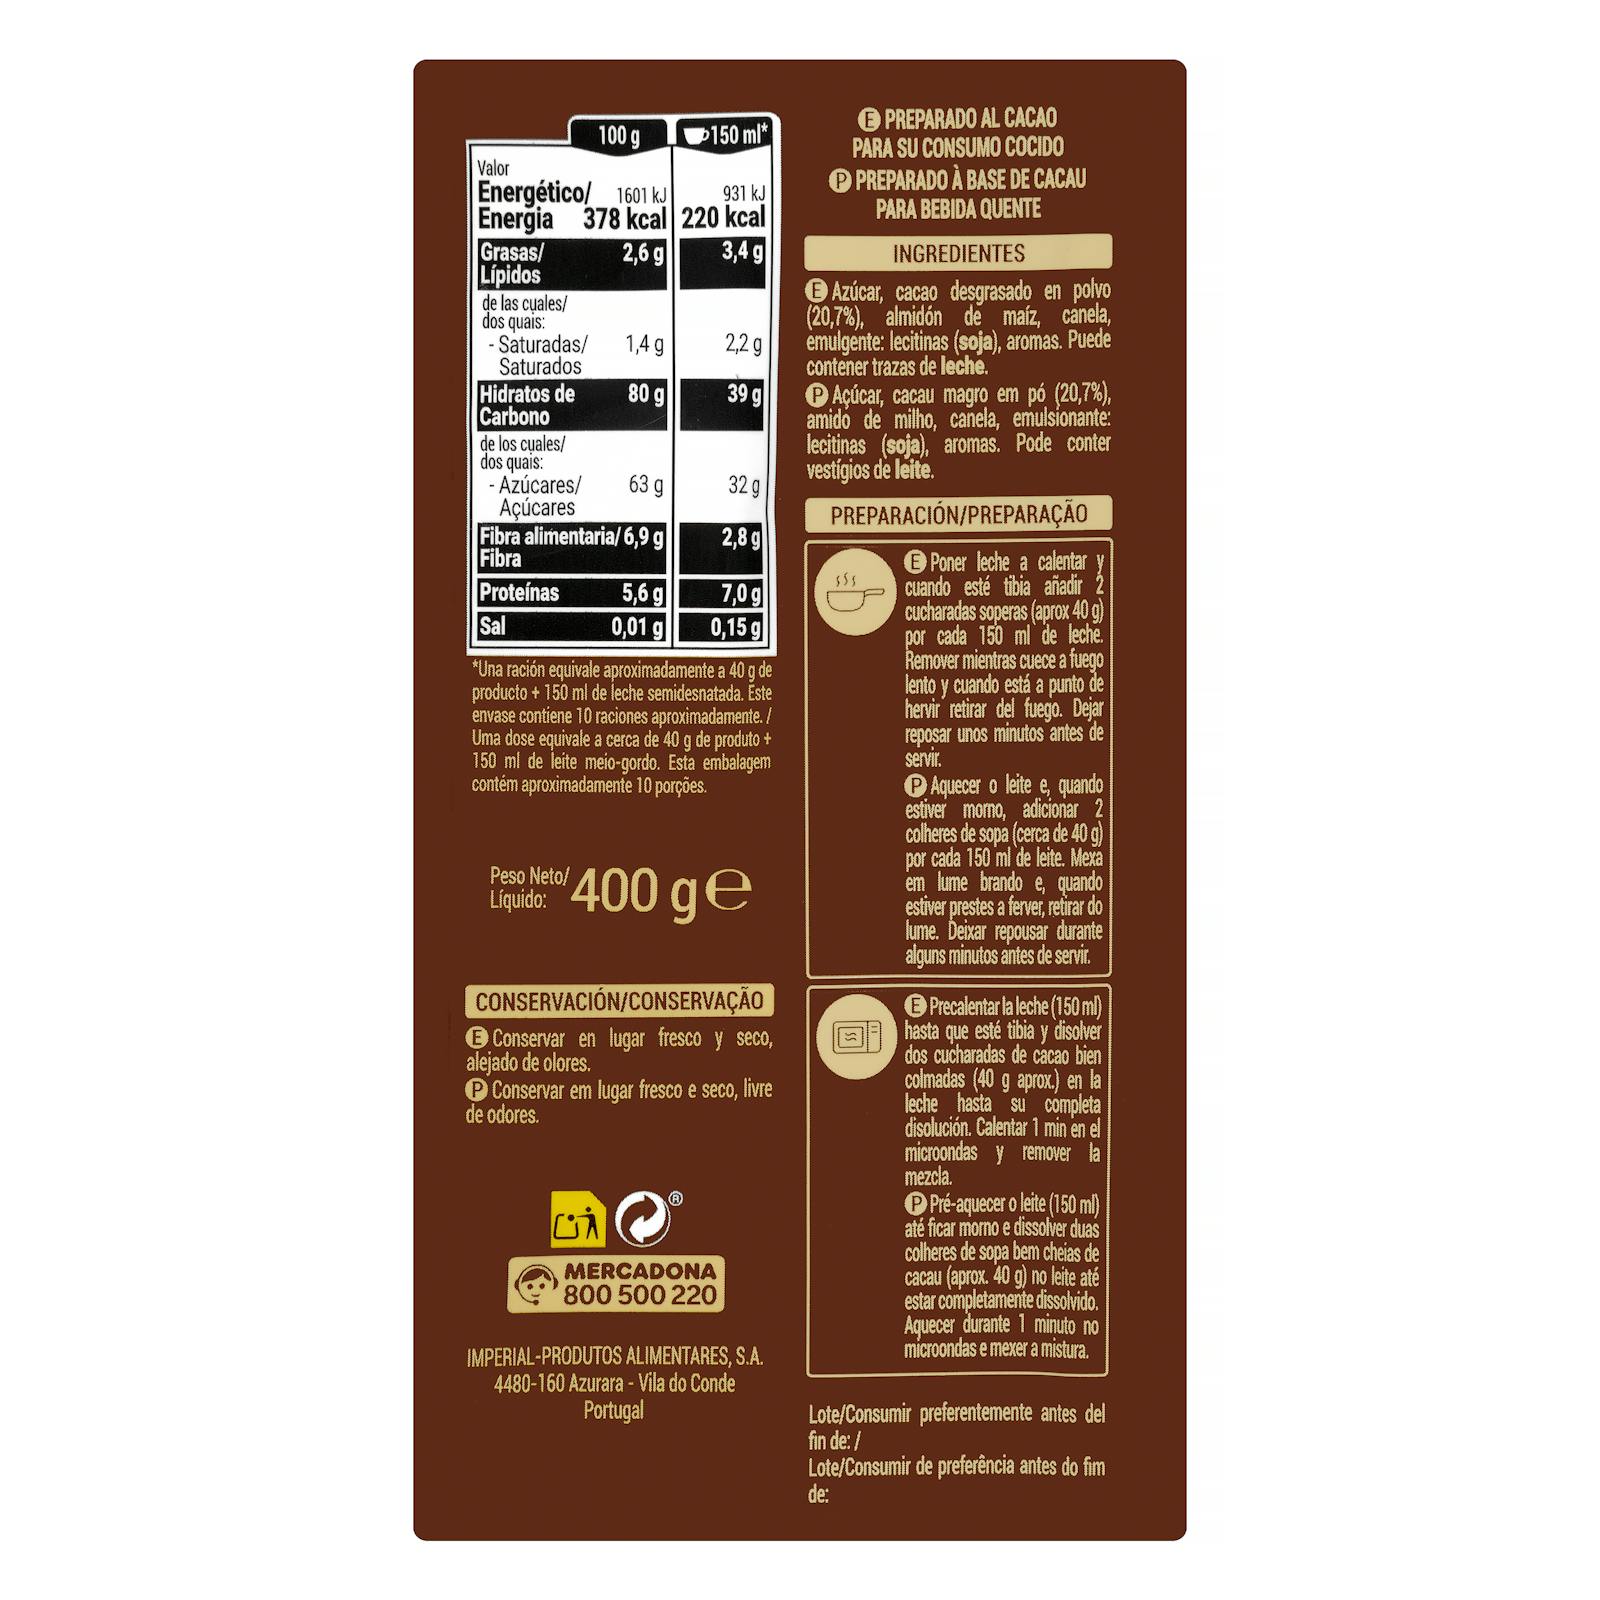 100 g 150 ml*
Valor
Energético/ 1601 kJ 931 kJ
Energia 378 kcal 220 kcal
Grasas/ 2,6 g 3,4 g
Lípidos
de las cuales/
dos quais:
- Saturadas/ 1,4 g 2,2 g
Saturados
Hidratos de 80 g 39 g
Carbono
de los cuales/
dos quais:
- Azúcares/ 63 g 32 g
Açúcares
Fibra alimentaria/ 6,9 g 2,8 g
Fibra
Proteínas 5,6 g 7,0 g
Sal 0,01 g 0,15 g
*Una ración equivale aproximadamente a 40 g de
producto + 150 ml de leche semidesnatada. Este
envase contiene 10 raciones aproximadamente. /
Uma dose equivale a cerca de 40 g de produto +
150 ml de leite meio-gordo. Esta embalagem
contém aproximadamente 10 porções.
Peso Neto/
Líquido: 400 g e
CONSERVACIÓN/CONSERVAÇÃO
E Conservar en lugar fresco y seco,
alejado de olores.
P Conservar em lugar fresco e seco, livre
de odores.
®
MERCADONA
800 500 220
IMPERIAL-PRODUTOS ALIMENTARES, S.A.
4480-160 Azurara - Vila do Conde
Portugal
E PREPARADO AL CACAO
PARA SU CONSUMO COCIDO
P PREPARADO À BASE DE CACAU
PARA BEBIDA QUENTE
INGREDIENTES
E Azúcar, cacao desgrasado en polvo
(20,7%), almidón de maíz, canela,
emulgente: lecitinas (soja), aromas. Puede
contener trazas de leche.
P Açúcar, cacau magro em pó (20,7%),
amido de milho, canela, emulsionante:
lecitinas (soja), aromas. Pode conter
vestígios de leite.
PREPARACIÓN/PREPARAÇÃO
E Poner leche a calentar y
cuando esté tibia añadir 2
cucharadas soperas (aprox 40 g)
por cada 150 ml de leche.
Remover mientras cuece a fuego
lento y cuando está a punto de
hervir retirar del fuego. Dejar
reposar unos minutos antes de
servir.
P Aquecer o leite e, quando
estiver morno, adicionar 2
colheres de sopa (cerca de 40 g)
por cada 150 ml de leite. Mexa
em lume brando e, quando
estiver prestes a ferver, retirar do
lume. Deixar repousar durante
alguns minutos antes de servir.
E Precalentar la leche (150 ml)
hasta que esté tibia y disolver
dos cucharadas de cacao bien
colmadas (40 g aprox.) en la
leche hasta su completa
disolución. Calentar 1 min en el
microondas y remover la
mezcla.
P Pré-aquecer o leite (150 ml)
até ficar morno e dissolver duas
colheres de sopa bem cheias de
cacau (aprox. 40 g) no leite até
estar completamente dissolvido.
Aquecer durante 1 minuto no
microondas e mexer a mistura.
Lote/Consumir preferentemente antes del
fin de: /
Lote/Consumir de preferência antes do fim
de: